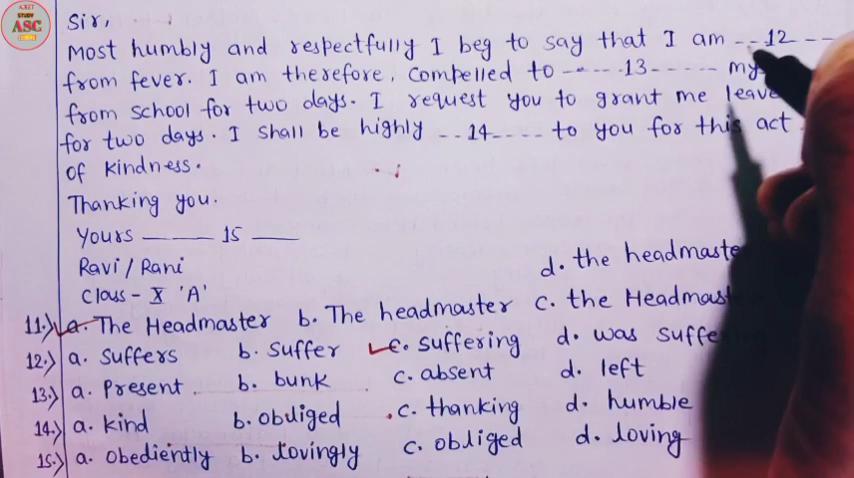 A.XIT
STUDY
ASC
Sir,
Most humbly and respectfully I beg to say that I am -- 12 --
from fever. I am therefore, compelled to ---- 13 ----- my
from school for two days. I request you to grant me leave
for two days. I shall be highly -- 14 ---- to you for this act
of kindness.
Thanking you.
Yours ____ 15 ____
Ravi / Rani
Class - X 'A'
d. the headmaste
11.) a. The Headmaster b. The headmaster c. the Headmast
12.) a. suffers b. suffer c. suffering d. was suffe
13.) a. Present b. bunk c. absent d. left
14.) a. kind b. obliged c. thanking d. humble
15.) a. obediently b. lovingly c. obliged d. loving